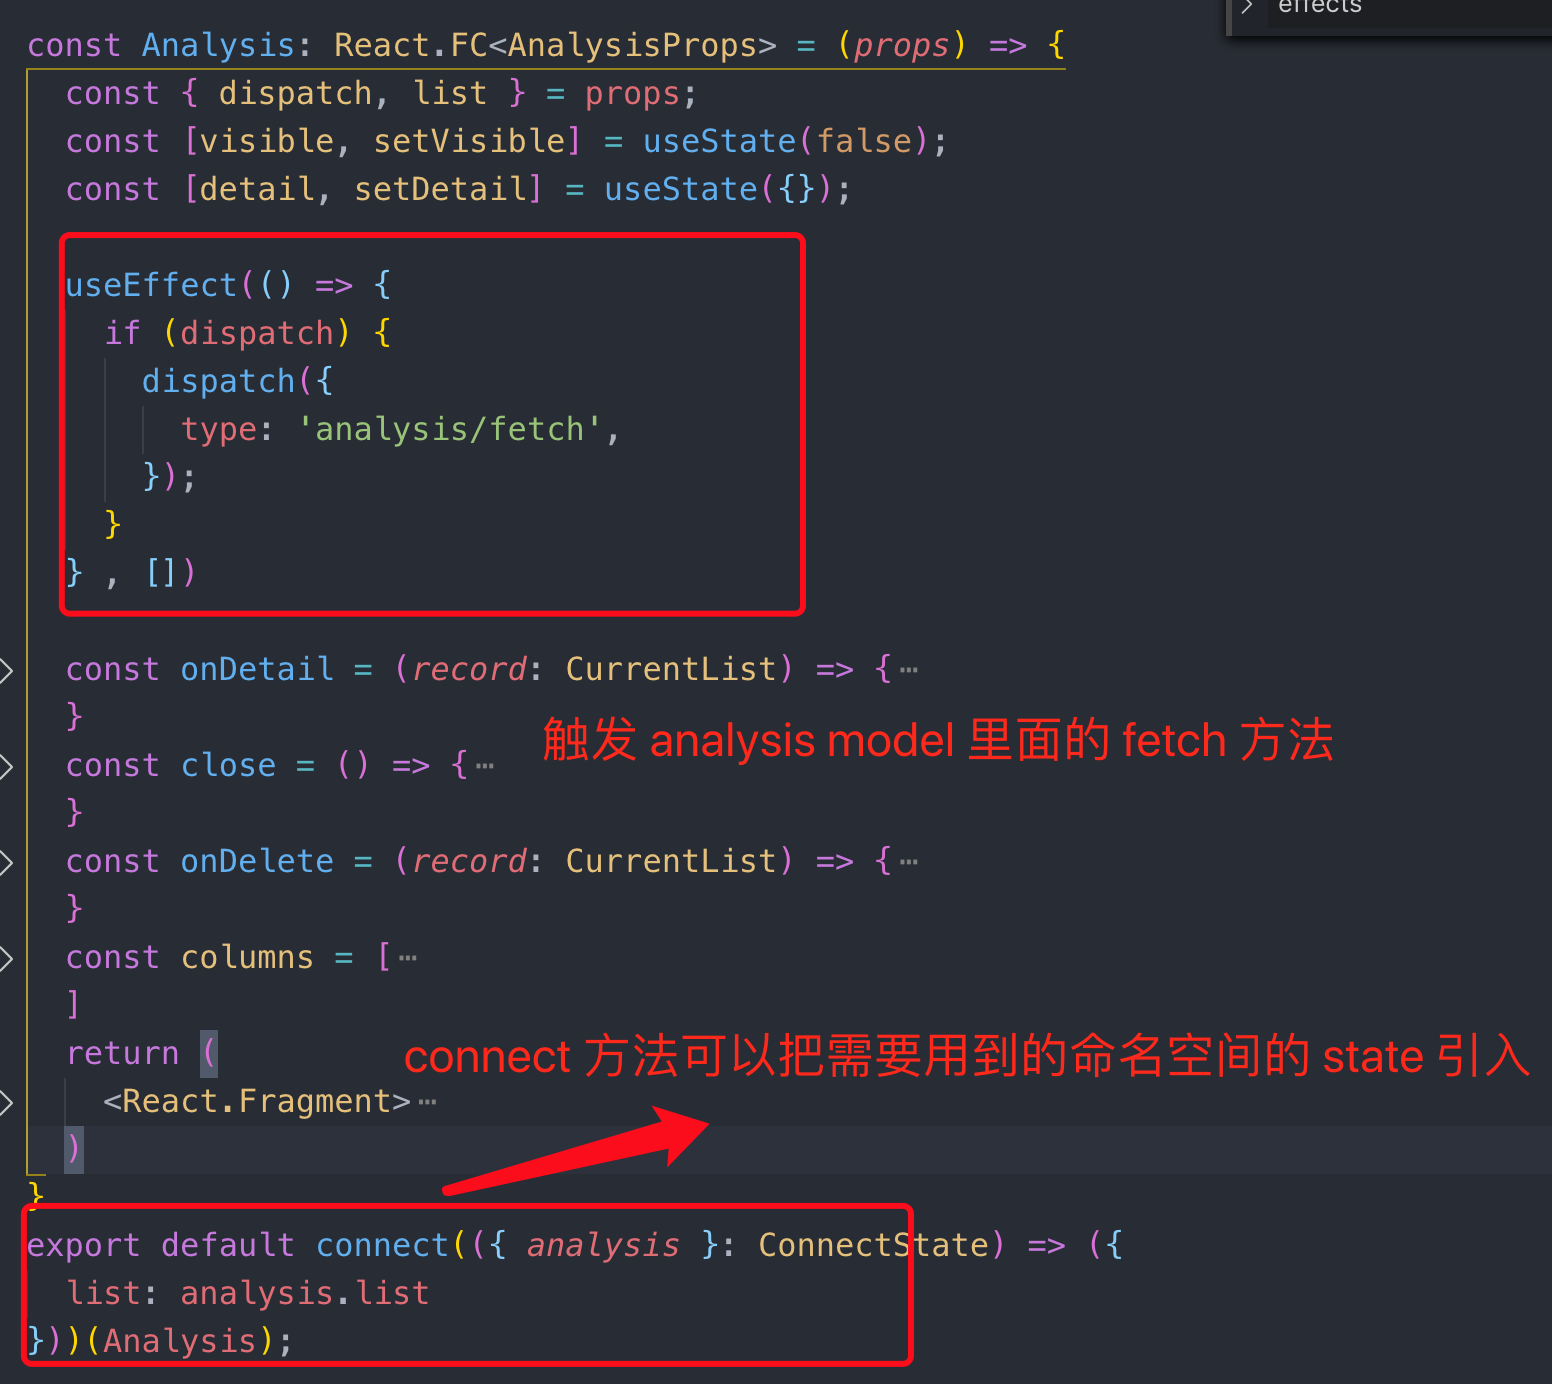 effects
const Analysis: React.FC<AnalysisProps> = (props) => {
const { dispatch, list } = props;
const [visible, setVisible] = useState(false);
const [detail, setDetail] = useState({});
useEffect(() => {
if (dispatch) {
dispatch({
type: 'analysis/fetch',
});
}
} , [])
const onDetail = (record: CurrentList) => {…
}
触发 analysis model 里面的 fetch 方法
const close = () => {…
}
const onDelete = (record: CurrentList) => {…
}
const columns = […
]
return (
connect 方法可以把需要用到的命名空间的 state 引入
<React.Fragment>…
)
}
export default connect(({ analysis }: ConnectState) => ({
list: analysis.list
}))(Analysis);